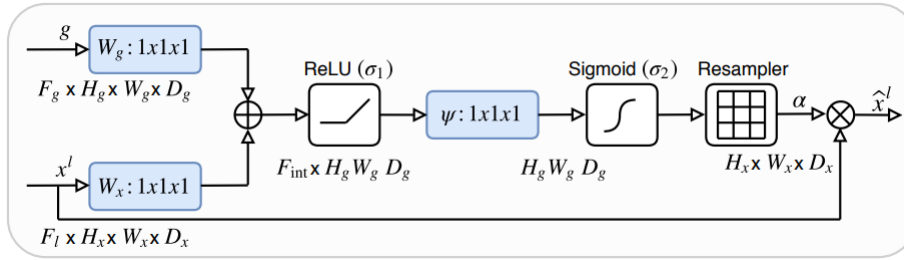 g
W_g : 1x1x1
F_g x H_g x W_g x D_g
x^l
W_x : 1x1x1
F_l x H_x x W_x x D_x
ReLU (σ_1)
F_int x H_g W_g D_g
ψ : 1x1x1
H_g W_g D_g
Sigmoid (σ_2)
Resampler
α
H_x x W_x x D_x
x̂^l